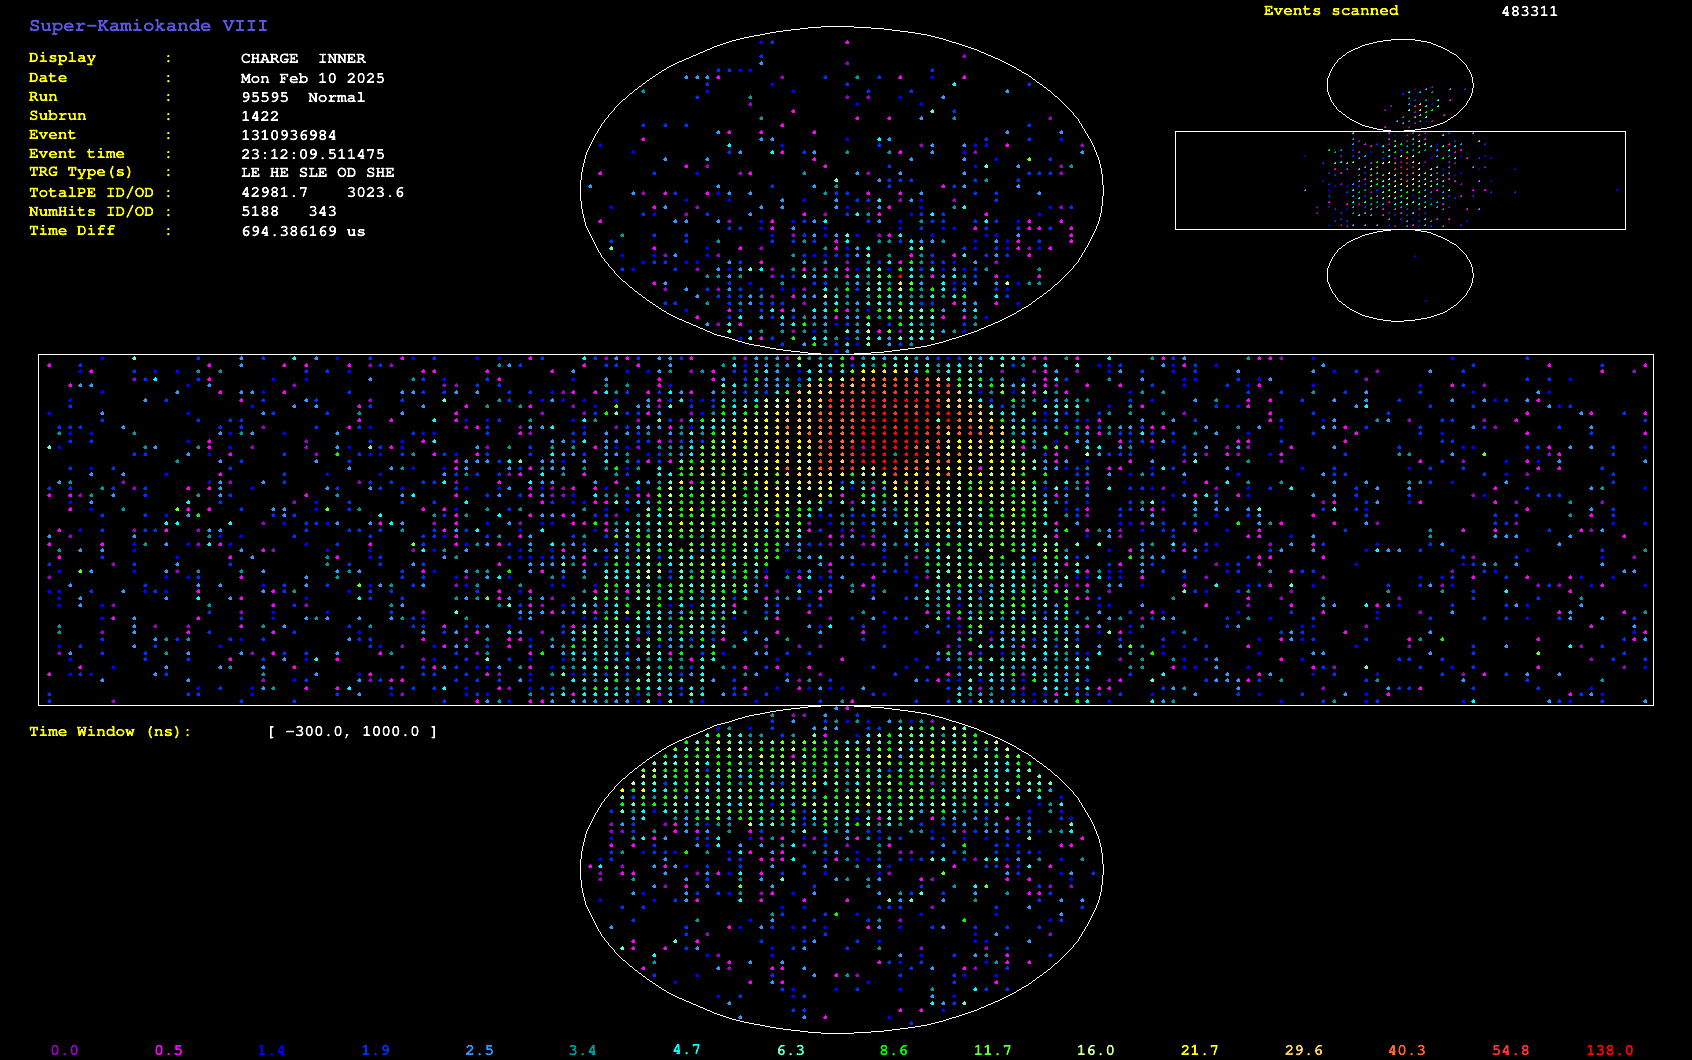 Super-Kamiokande VIII
Display : CHARGE INNER
Date : Mon Feb 10 2025
Run : 95595 Normal
Subrun : 1422
Event : 1310936984
Event time : 23:12:09.511475
TRG Type(s) : LE HE SLE OD SHE
TotalPE ID/OD : 42981.7 3023.6
NumHits ID/OD : 5188 343
Time Diff : 694.386169 us
Events scanned 483311
Time Window (ns): [ -300.0, 1000.0 ]
0.0 0.5 1.4 1.9 2.5 3.4 4.7 6.3 8.6 11.7 16.0 21.7 29.6 40.3 54.8 138.0